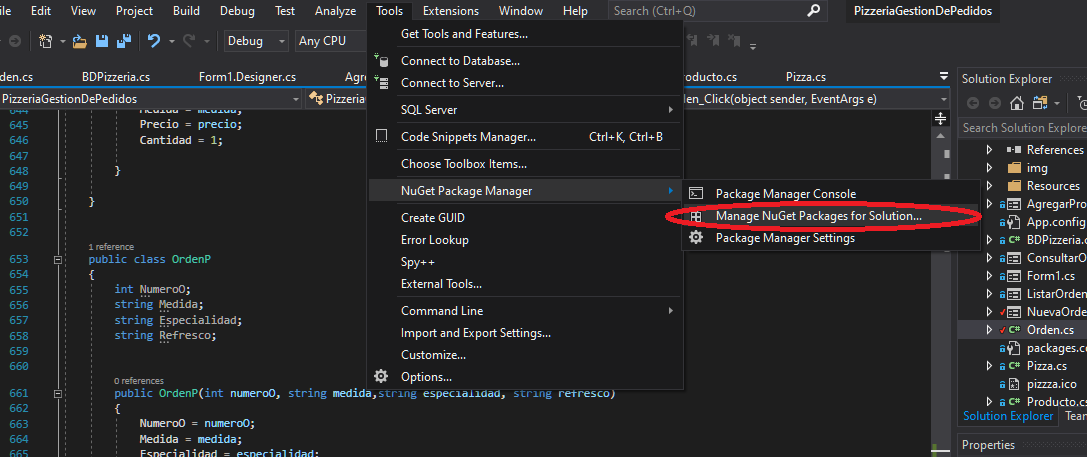 ile Edit View Git Project Build Debug Test Analyze Tools Extensions Window Help Search (Ctrl+Q) PizzeriaGestionDePedidos
Debug Any CPU
den.cs BDPizzeria.cs Form1.Designer.cs Agre roducto.cs Pizza.cs
PizzeriaGestionDePedidos Pizzeria den_Click(object sender, EventArgs e)
644 Medida = medida;
645 Precio = precio;
646 Cantidad = 1;
647
648 }
649
650 }
651
652
1 reference
653 public class OrdenP
654 {
655 int NumeroO;
656 string Medida;
657 string Especialidad;
658 string Refresco;
659
660
0 references
661 public OrdenP(int numeroO, string medida,string especialidad, string refresco)
662 {
663 NumeroO = numeroO;
664 Medida = medida;
665 Especialidad = especialidad;
Get Tools and Features...
Connect to Database...
Connect to Server...
SQL Server
Code Snippets Manager... Ctrl+K, Ctrl+B
Choose Toolbox Items...
NuGet Package Manager
Create GUID
Error Lookup
Spy++
External Tools...
Command Line
Import and Export Settings...
Customize...
Options...
Package Manager Console
Manage NuGet Packages for Solution...
Package Manager Settings
Solution Explorer
Search Solution Explorer
References
img
Resources
AgregarPro
App.config
BDPizzeria.c
ConsultarO
Form1.cs
ListarOrden
NuevaOrde
Orden.cs
packages.co
Pizza.cs
pizzza.ico
Producto.cs
Solution Explorer Tean
Properties